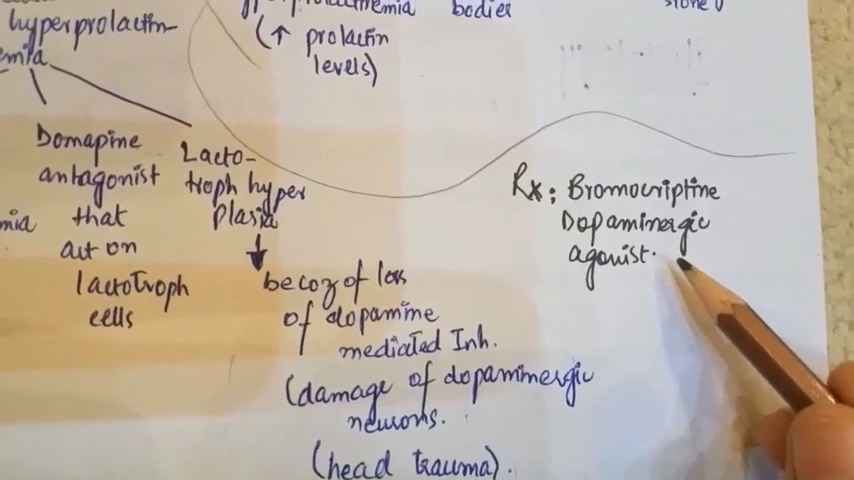 hyperprolactin-
emia
bodies
(↑ prolactin
levels)
Domapine
antagonist
that
act on
lactotroph
cells
Lacto-
troph hyper
plasia
↓
becoz of loss
of dopamine
mediated Inh.
(damage of dopaminergic
neurons.
(head trauma).
Rx: Bromocriptine
Dopaminergic
agonist.
mia